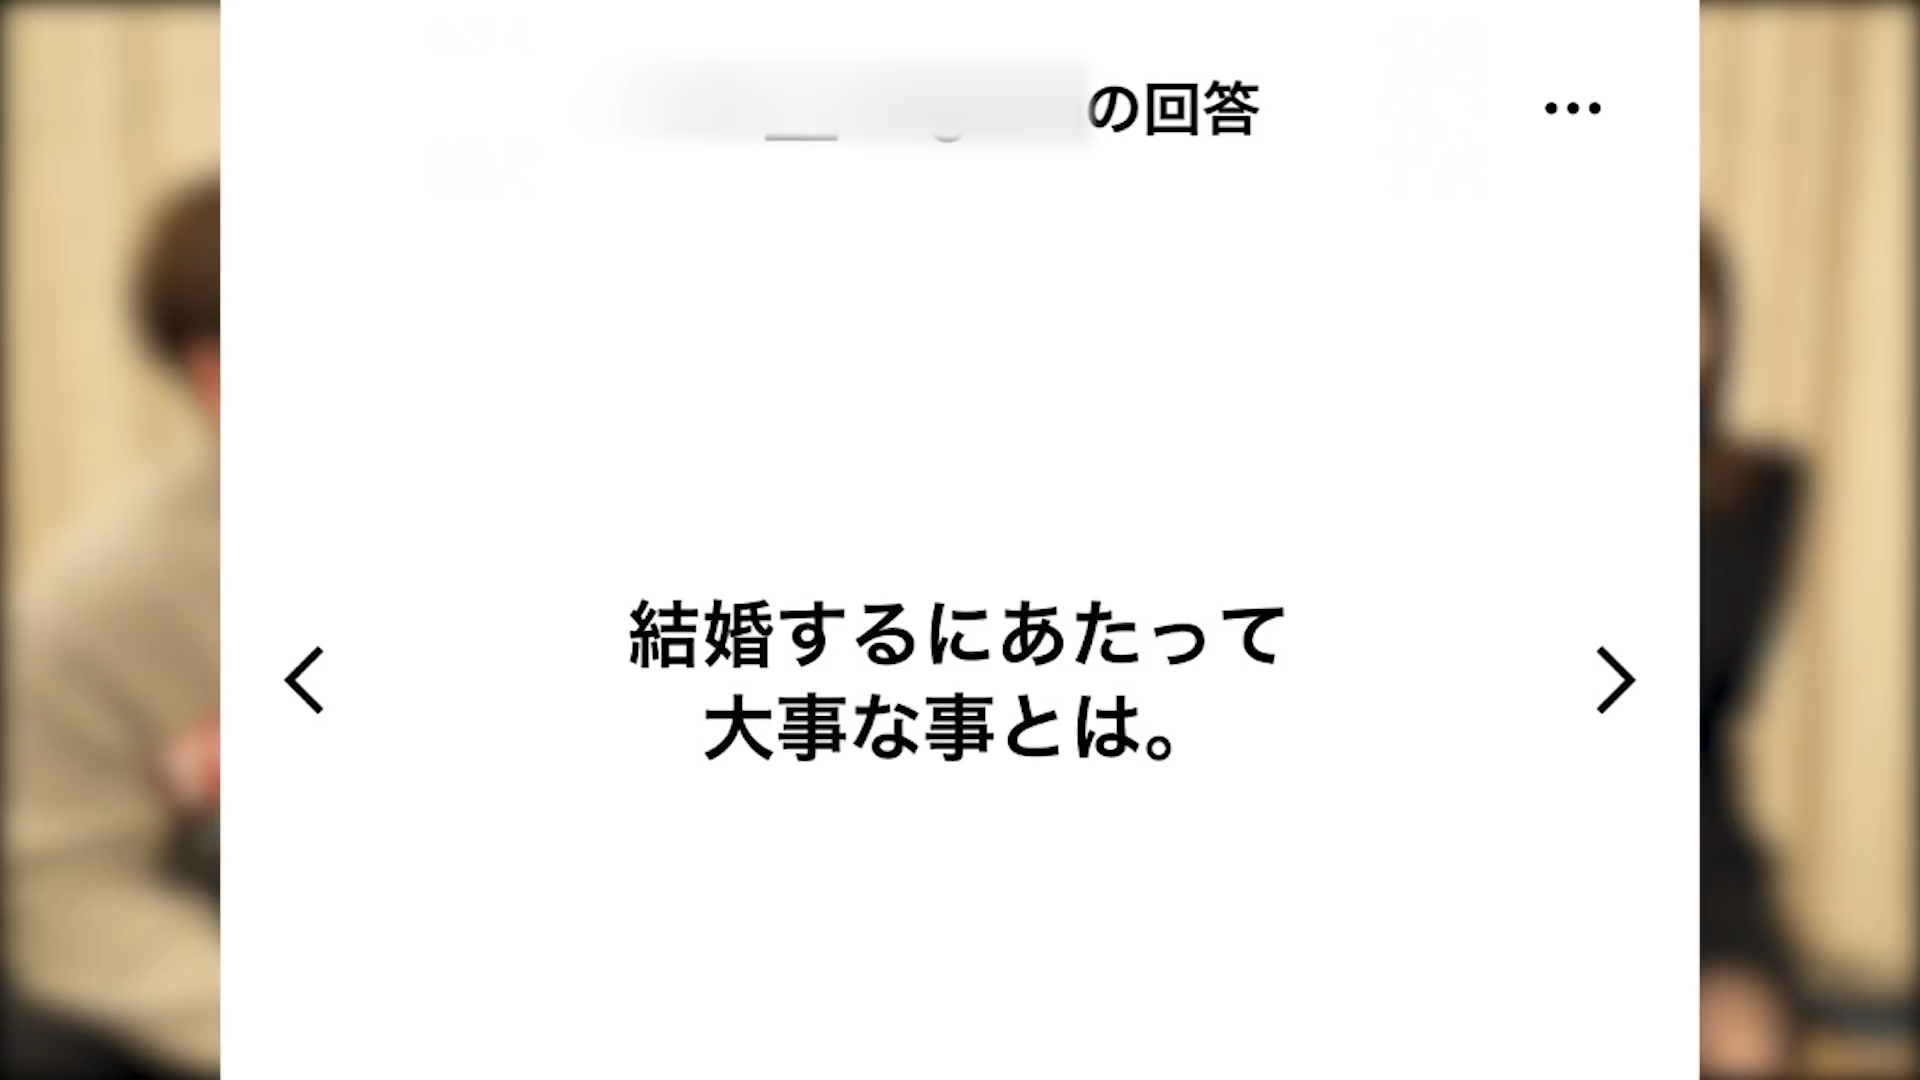 の回答
結婚するにあたって
大事な事とは。